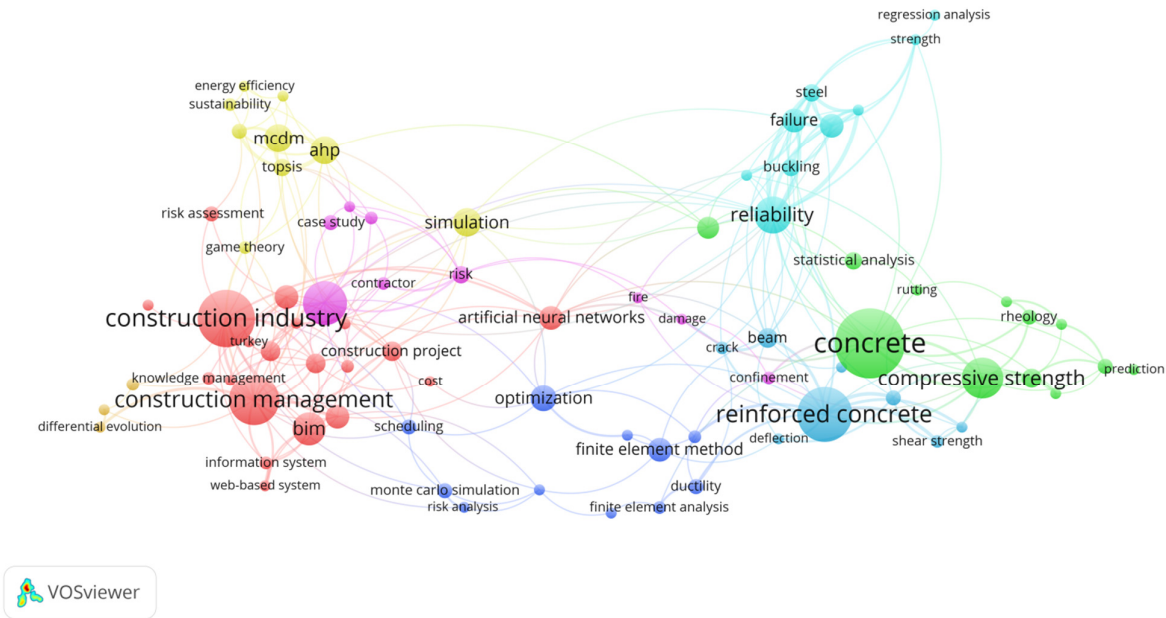 regression analysis
strength
energy efficiency
steel
sustainability
failure
mcdm
ahp
topsis
buckling
risk assessment
case study
simulation
reliability
game theory
statistical analysis
risk
contractor
rutting
fire
construction industry
artificial neural networks
damage
rheology
turkey
beam
concrete
construction project
crack
prediction
knowledge management
cost
confinement
compressive strength
construction management
optimization
reinforced concrete
differential evolution
bim
scheduling
deflection
shear strength
finite element method
information system
web-based system
monte carlo simulation
ductility
risk analysis
finite element analysis
VOSviewer